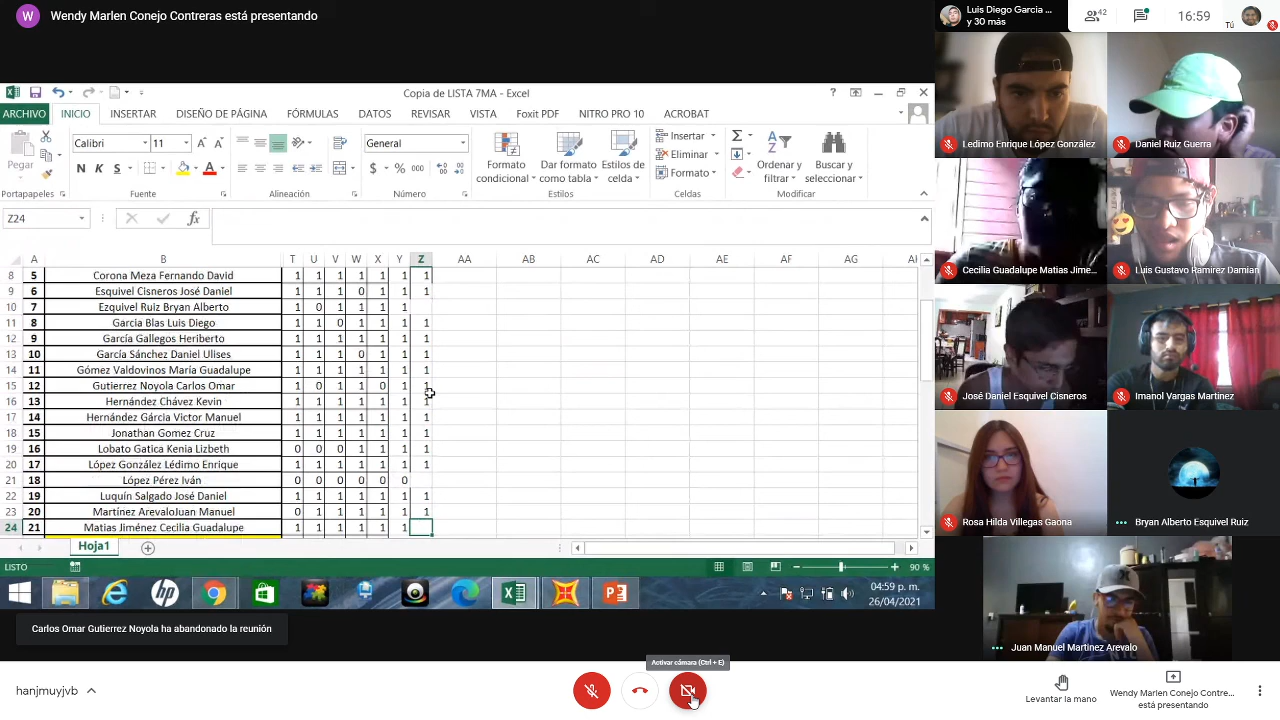 W Wendy Marlen Conejo Contreras está presentando
Luis Diego García ...
y 30 más
42
16:59
Tú
Copia de LISTA 7MA - Excel
ARCHIVO INICIO INSERTAR DISEÑO DE PÁGINA FÓRMULAS DATOS REVISAR VISTA Foxit PDF NITRO PRO 10 ACROBAT
Pegar
Calibri 11
N K S
General
$ % 000
Formato condicional
Dar formato como tabla
Estilos de celda
Insertar
Eliminar
Formato
Ordenar y filtrar
Buscar y seleccionar
Portapapeles Fuente Alineación Número Estilos Celdas Modificar
Z24 fx
A B T U V W X Y Z AA AB AC AD AE AF AG
8 5 Corona Meza Fernando David 1 1 1 1 1 1 1
9 6 Esquivel Cisneros José Daniel 1 1 1 0 1 1 1
10 7 Ezquivel Ruiz Bryan Alberto 1 0 1 1 1 1
11 8 Garcia Blas Luis Diego 1 1 0 1 1 1 1
12 9 García Gallegos Heriberto 1 1 1 1 1 1 1
13 10 García Sánchez Daniel Ulises 1 1 1 0 1 1 1
14 11 Gómez Valdovinos María Guadalupe 1 1 1 1 1 1 1
15 12 Gutierrez Noyola Carlos Omar 1 0 1 1 0 1 1
16 13 Hernández Chávez Kevin 1 1 1 1 1 1 1
17 14 Hernández Gárcia Victor Manuel 1 1 1 1 1 1 1
18 15 Jonathan Gomez Cruz 1 1 1 1 1 1 1
19 16 Lobato Gatica Kenia Lizbeth 0 0 0 1 1 1 1
20 17 López González Lédimo Enrique 1 1 1 1 1 1 1
21 18 López Pérez Iván 0 0 0 0 0 0
22 19 Luquín Salgado José Daniel 1 1 1 1 1 1 1
23 20 Martínez ArevaloJuan Manuel 0 1 1 1 1 1 1
24 21 Matias Jiménez Cecilia Guadalupe 1 1 1 1 1 1
Hoja1
LISTO 90 %
04:59 p. m.
26/04/2021
Ledimo Enrique López González
Daniel Ruiz Guerra
Cecilia Guadalupe Matias Jime...
Luis Gustavo Ramirez Damian
José Daniel Esquivel Cisneros
Imanol Vargas Martinez
Rosa Hilda Villegas Gaona
Bryan Alberto Esquivel Ruiz
Juan Manuel Martinez Arevalo
Carlos Omar Gutierrez Noyola ha abandonado la reunión
Activar cámara (Ctrl + E)
hanjmuyjvb
Levantar la mano
Wendy Marlen Conejo Contre...
está presentando